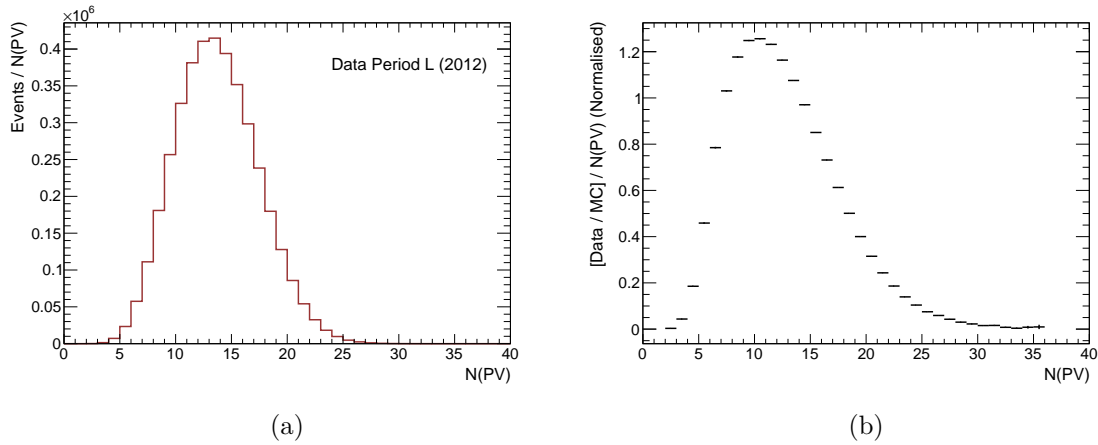 ×10⁶
Events / N(PV)
0.4
0.35
0.3
0.25
0.2
0.15
0.1
0.05
0
Data Period L (2012)
0 5 10 15 20 25 30 35 40
N(PV)
(a)
[Data / MC] / N(PV) (Normalised)
1.2
1
0.8
0.6
0.4
0.2
0
0 5 10 15 20 25 30 35 40
N(PV)
(b)